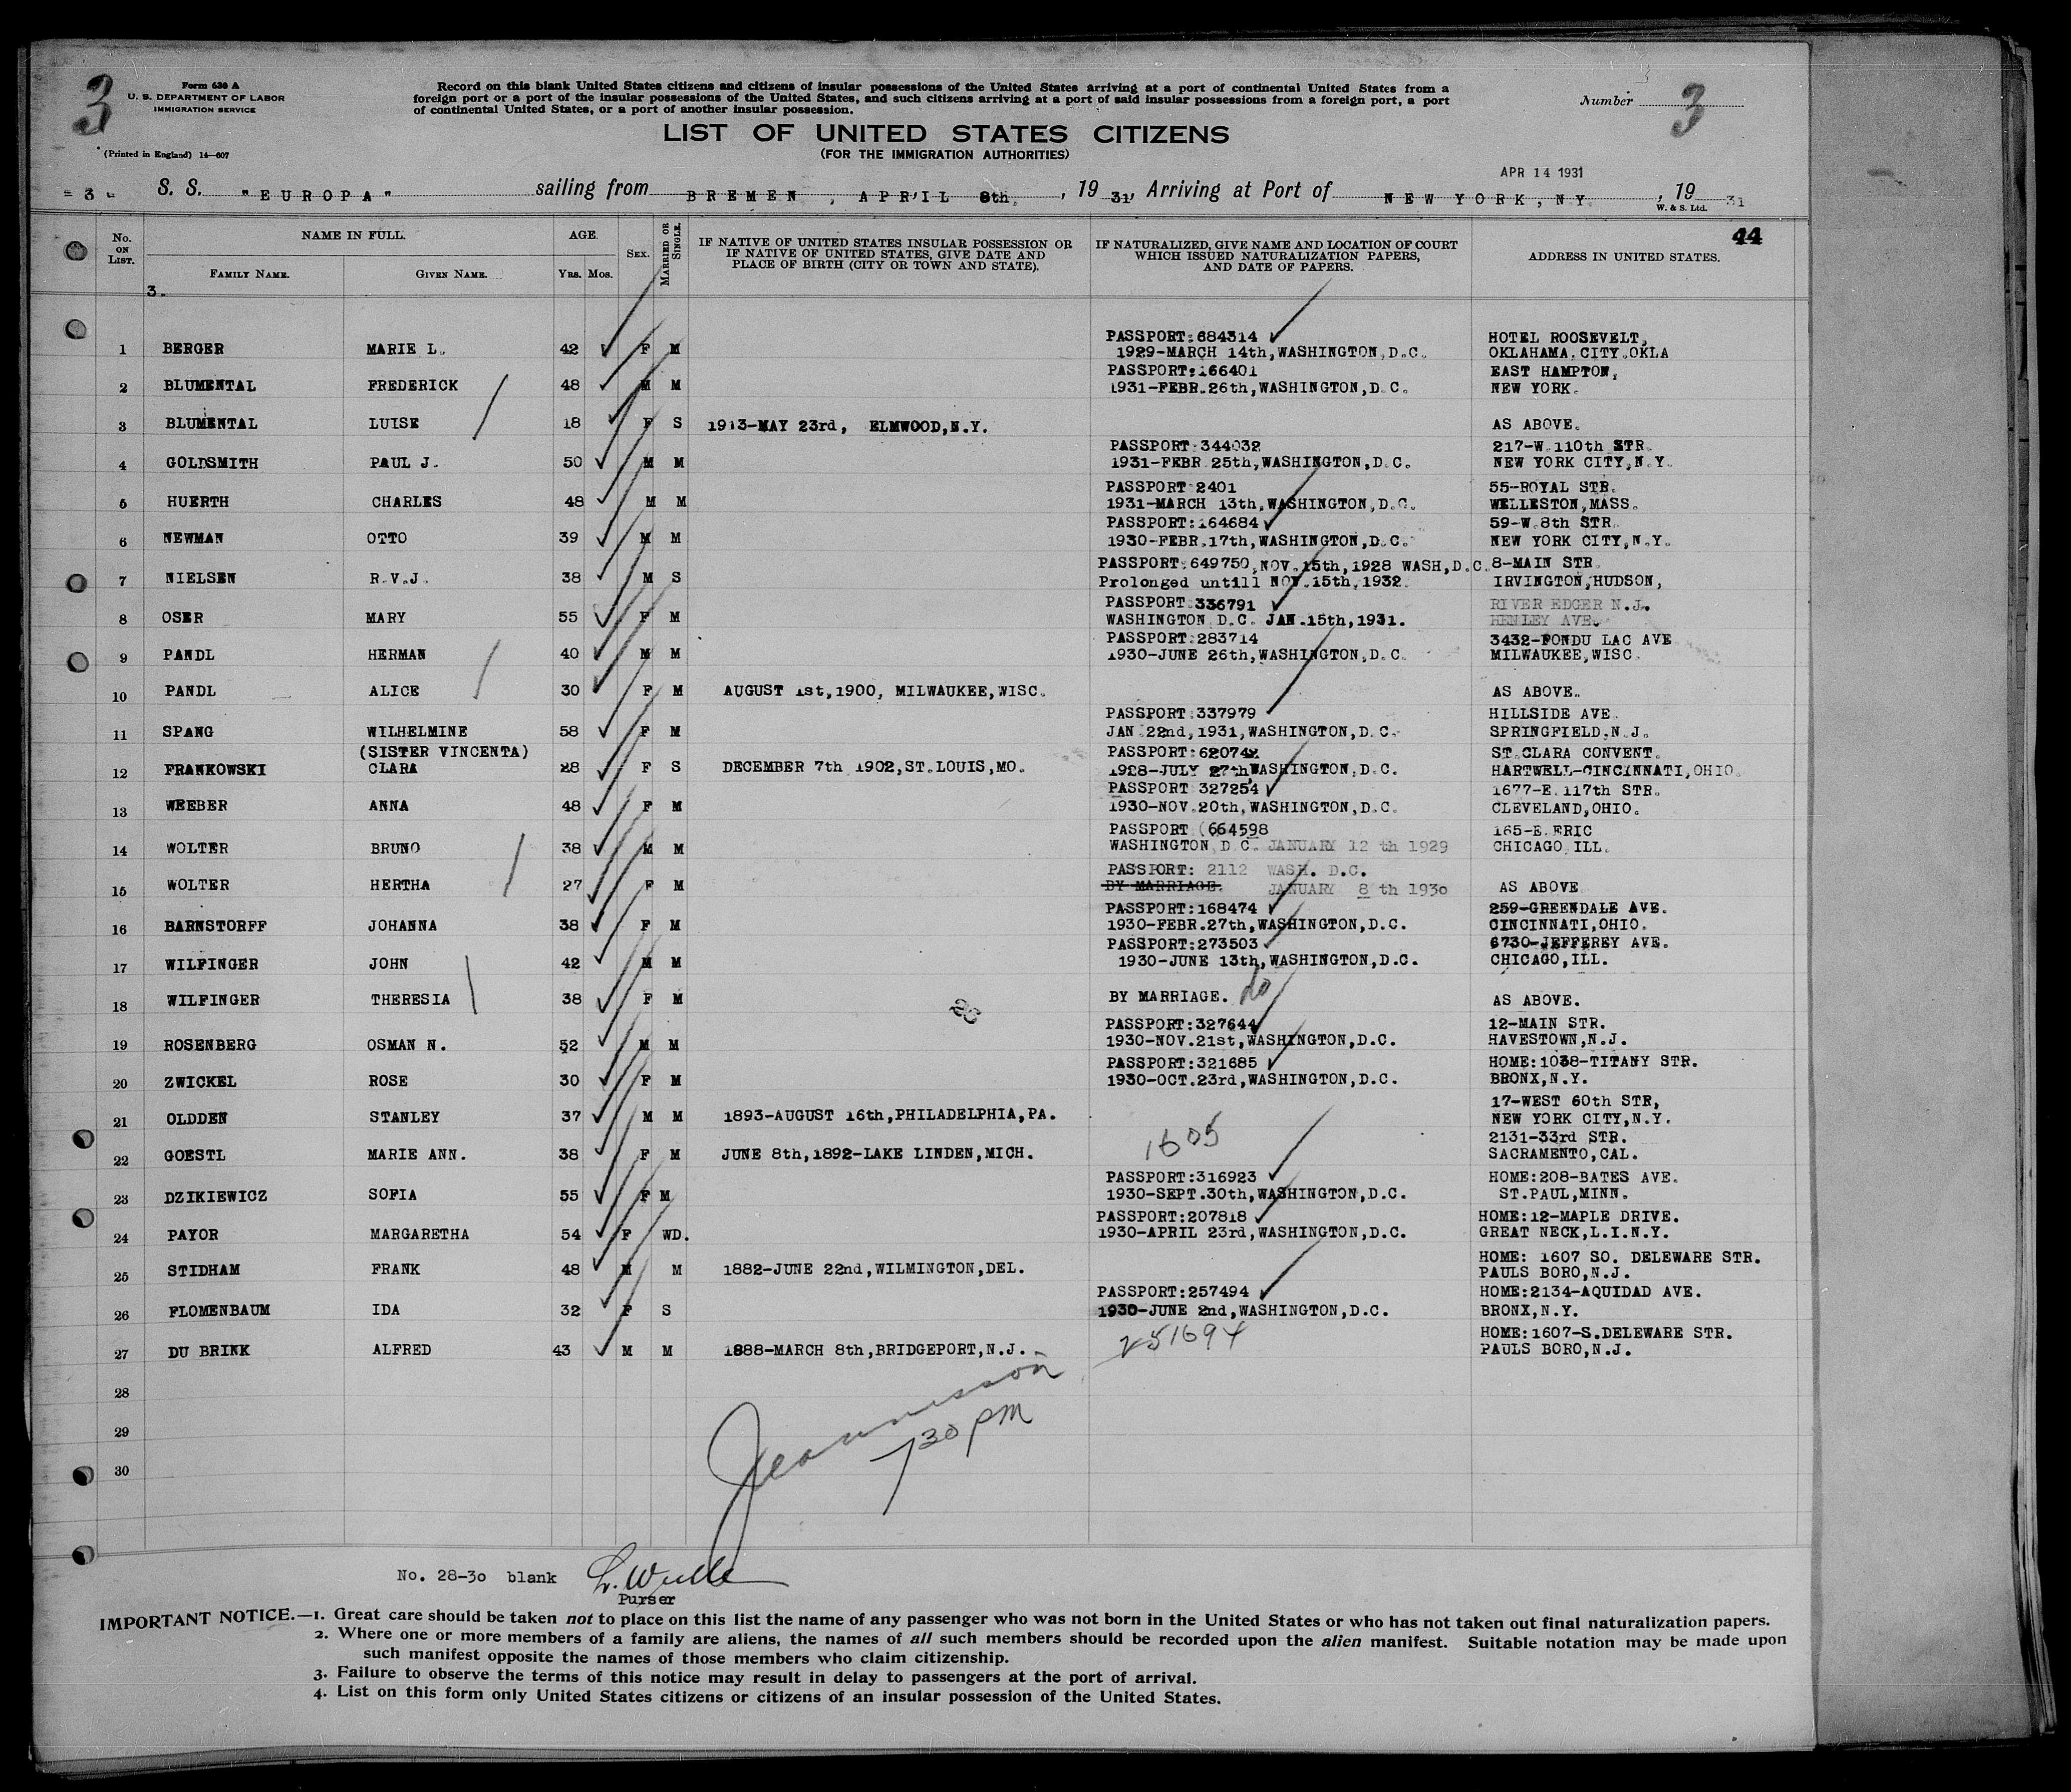 3
Form 630 A
U. S. DEPARTMENT OF LABOR
IMMIGRATION SERVICE
(Printed in England) 14—607
Record on this blank United States citizens and citizens of insular possessions of the United States arriving at a port of continental United States from a
foreign port or a port of the insular possessions of the United States, and such citizens arriving at a port of said insular possessions from a foreign port, a port
of continental United States, or a port of another insular possession.
Number 3
LIST OF UNITED STATES CITIZENS
(FOR THE IMMIGRATION AUTHORITIES)
APR 14 1931
- 3 - S. S. "EUROPA" sailing from BREMEN, APRIL 8th, 1931, Arriving at Port of NEW YORK, NY, 1931
W. & S. Ltd.
44
No. ON LIST. NAME IN FULL. AGE. SEX. MARRIED OR SINGLE.
FAMILY NAME. GIVEN NAME. YRS. MOS.
IF NATIVE OF UNITED STATES INSULAR POSSESSION OR
IF NATIVE OF UNITED STATES, GIVE DATE AND
PLACE OF BIRTH (CITY OR TOWN AND STATE).
IF NATURALIZED, GIVE NAME AND LOCATION OF COURT
WHICH ISSUED NATURALIZATION PAPERS,
AND DATE OF PAPERS.
ADDRESS IN UNITED STATES.
3.
PASSPORT:684314 HOTEL ROOSEVELT,
1 BERGER MARIE L. 42 F M 1929-MARCH 14th,WASHINGTON,D.C. OKLAHAMA.CITY.OKLA
PASSPORT:166401 EAST HAMPTON,
2 BLUMENTAL FREDERICK 48 M M 1931-FEBR.26th,WASHINGTON,D.C. NEW YORK.
3 BLUMENTAL LUISE 18 F S 1913-MAY 23rd, ELMWOOD,N.Y. AS ABOVE.
PASSPORT:344032 217-W.110th STR.
4 GOLDSMITH PAUL J. 50 M M 1931-FEBR 25th,WASHINGTON,D.C. NEW YORK CITY,N.Y.
PASSPORT:2401 55-ROYAL STR.
5 HUERTH CHARLES 48 M M 1931-MARCH 13th,WASHINGTON,D.C. WELLESTON,MASS.
PASSPORT:164684 59-W.8th STR.
6 NEWMAN OTTO 39 M M 1930-FEBR.17th,WASHINGTON,D.C. NEW YORK CITY,N.Y.
PASSPORT:649750,NOV.15th,1928 WASH,D.C. 8-MAIN STR.
7 NIELSEN R.V.J. 38 M S Prolonged untill NOV.15th,1932. IRVINGTON,HUDSON,
PASSPORT:336791 RIVER EDGER N.J.
8 OSER MARY 55 F M WASHINGTON D.C. JAN.15th,1931. HENLEY AVE.
PASSPORT:283714 3432-FONDU LAC AVE
9 PANDL HERMAN 40 M M 1930-JUNE 26th,WASHINGTON,D.C. MILWAUKEE,WISC.
10 PANDL ALICE 30 F M AUGUST 1st,1900, MILWAUKEE,WISC. AS ABOVE.
PASSPORT:337979 HILLSIDE AVE.
11 SPANG WILHELMINE 58 F M JAN.22nd,1931,WASHINGTON,D.C. SPRINGFIELD.N.J.
(SISTER VINCENTA) PASSPORT:620742 ST.CLARA CONVENT.
12 FRANKOWSKI CLARA 28 F S DECEMBER 7th 1902,ST.LOUIS,MO. 1928-JULY 27th,WASHINGTON,D.C. HARTWELL-CINCINNATI,OHIO.
PASSPORT 327254 1677-E.117th STR.
13 WEEBER ANNA 48 F M 1930-NOV.20th,WASHINGTON,D.C. CLEVELAND,OHIO.
PASSPORT (664598 165-E.ERIC
14 WOLTER BRUNO 38 M M WASHINGTON D.C. JANUARY 12 th 1929 CHICAGO ILL.
PASSPORT: 2112 WASH. D.C.
15 WOLTER HERTHA 27 F M BY MARRIAGE. JANUARY 8 th 1930 AS ABOVE
PASSPORT:168474 259-GREENDALE AVE.
16 BARNSTORFF JOHANNA 38 F M 1930-FEBR.27th,WASHINGTON,D.C. CINCINNATI,OHIO.
PASSPORT:273503 6730-JEFFEREY AVE.
17 WILFINGER JOHN 42 M M 1930-JUNE 13th,WASHINGTON,D.C. CHICAGO,ILL.
18 WILFINGER THERESIA 38 F M BY MARRIAGE. AS ABOVE.
PASSPORT:327644 12-MAIN STR.
19 ROSENBERG OSMAN N. 52 M M 1930-NOV.21st,WASHINGTON,D.C. HAVESTOWN,N.J.
PASSPORT:321685 HOME:1038-TITANY STR.
20 ZWICKEL ROSE 30 F M 1930-OCT.23rd,WASHINGTON,D.C. BRONX,N.Y.
17-WEST 60th STR,
21 OLDDEN STANLEY 37 M M 1893-AUGUST 16th,PHILADELPHIA,PA. NEW YORK CITY,N.Y.
1605 2131-33rd STR.
22 GOESTL MARIE ANN. 38 F M JUNE 8th,1892-LAKE LINDEN,MICH. SACRAMENTO,CAL.
PASSPORT:316923 HOME:208-BATES AVE.
23 DZIKIEWICZ SOFIA 55 F M 1930-SEPT.30th,WASHINGTON,D.C. ST.PAUL,MINN.
PASSPORT:207818 HOME:12-MAPLE DRIVE.
24 PAYOR MARGARETHA 54 F WD. 1930-APRIL 23rd,WASHINGTON,D.C. GREAT NECK,L.I.N.Y.
HOME: 1607 SO. DELEWARE STR.
25 STIDHAM FRANK 48 M M 1882-JUNE 22nd,WILMINGTON,DEL. PAULS BORO,N.J.
PASSPORT:257494 HOME:2134-AQUIDAD AVE.
26 FLOMENBAUM IDA 32 F S 1930-JUNE 2nd,WASHINGTON,D.C. BRONX,N.Y.
251694 HOME:1607-S.DELEWARE STR.
27 DU BRINK ALFRED 43 M M 1888-MARCH 8th,BRIDGEPORT,N.J. PAULS BORO,N.J.
28
29
30
7 30 pm
No. 28-30 blank
Purser
IMPORTANT NOTICE.—1. Great care should be taken not to place on this list the name of any passenger who was not born in the United States or who has not taken out final naturalization papers.
2. Where one or more members of a family are aliens, the names of all such members should be recorded upon the alien manifest. Suitable notation may be made upon
such manifest opposite the names of those members who claim citizenship.
3. Failure to observe the terms of this notice may result in delay to passengers at the port of arrival.
4. List on this form only United States citizens or citizens of an insular possession of the United States.